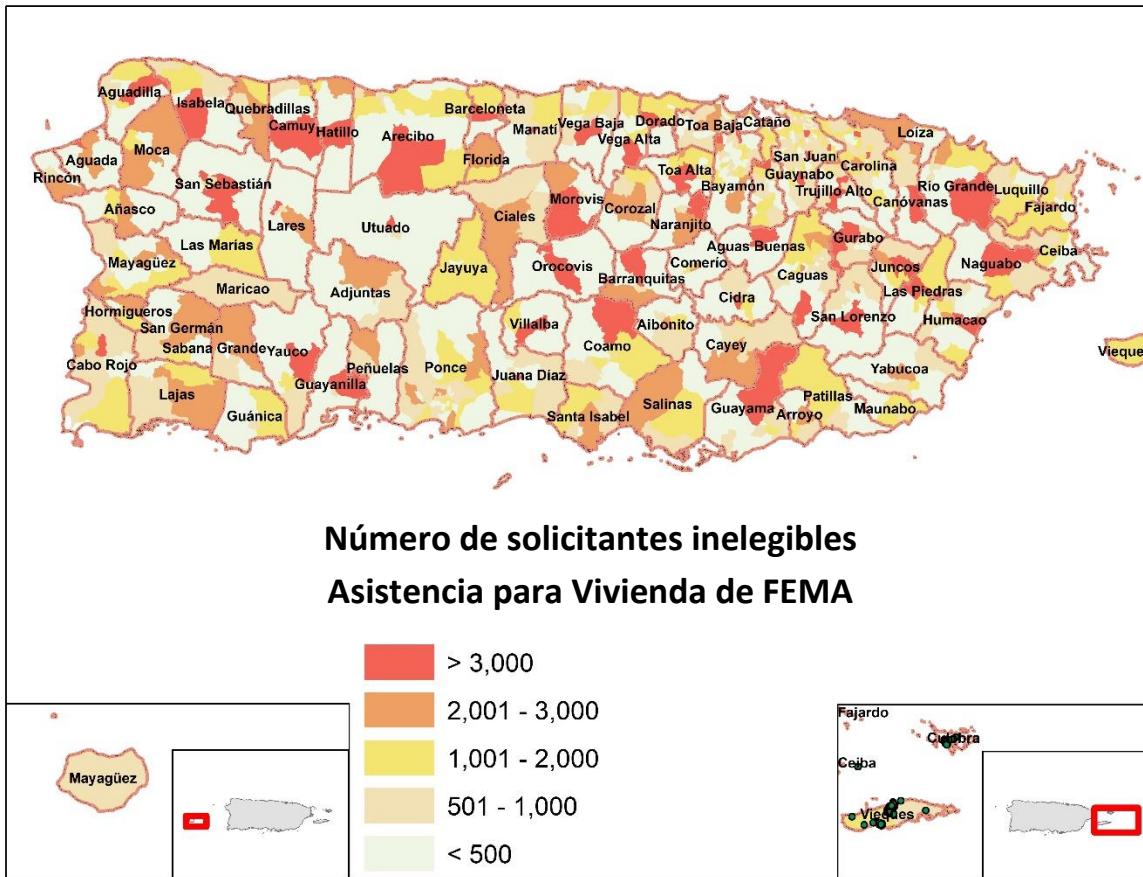 Aguadilla
Isabela
Quebradillas
Camuy
Hatillo
Arecibo
Barceloneta
Manatí
Vega Baja
Vega Alta
Dorado
Toa Baja
Cataño
Loíza
Moca
Aguada
Rincón
San Sebastián
Florida
Toa Alta
Bayamón
San Juan
Guaynabo
Trujillo Alto
Carolina
Canóvanas
Río Grande
Luquillo
Fajardo
Añasco
Lares
Utuado
Ciales
Morovis
Corozal
Naranjito
Las Marías
Mayagüez
Maricao
Adjuntas
Jayuya
Orocovis
Barranquitas
Comerío
Aguas Buenas
Gurabo
Caguas
Juncos
Las Piedras
Naguabo
Ceiba
Hormigueros
San Germán
Sabana Grande
Cabo Rojo
Yauco
Guayanilla
Peñuelas
Ponce
Villalba
Juana Díaz
Coamo
Aibonito
Cidra
Cayey
San Lorenzo
Humacao
Yabucoa
Vieque
Lajas
Guánica
Santa Isabel
Salinas
Guayama
Arroyo
Patillas
Maunabo
Número de solicitantes inelegibles
Asistencia para Vivienda de FEMA
> 3,000
2,001 - 3,000
1,001 - 2,000
501 - 1,000
< 500
Mayagüez
Fajardo
Culebra
Ceiba
Vieques